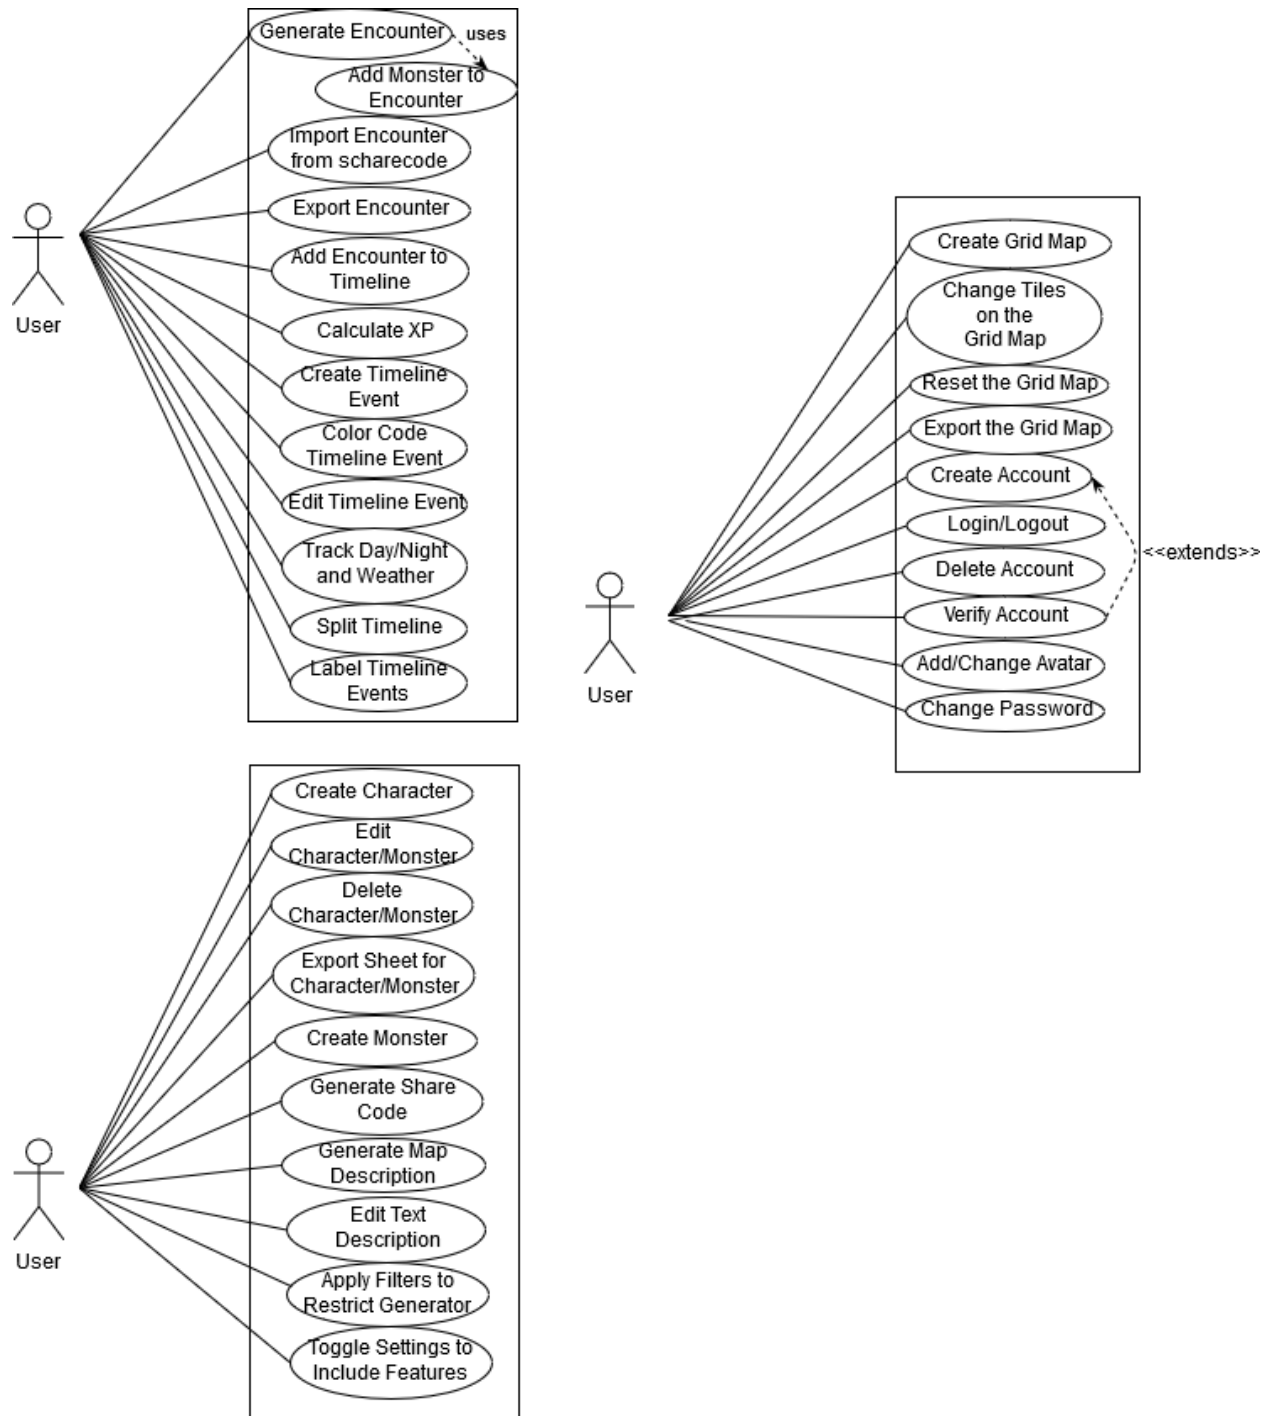 Generate Encounter
uses
Add Monster to
Encounter
Import Encounter
from scharecode
Export Encounter
Add Encounter to
Timeline
Calculate XP
Create Timeline
Event
Color Code
Timeline Event
Edit Timeline Event
Track Day/Night
and Weather
Split Timeline
Label Timeline
Events
User
Create Grid Map
Change Tiles
on the
Grid Map
Reset the Grid Map
Export the Grid Map
Create Account
Login/Logout
<<extends>>
Delete Account
Verify Account
Add/Change Avatar
Change Password
User
Create Character
Edit
Character/Monster
Delete
Character/Monster
Export Sheet for
Character/Monster
Create Monster
Generate Share
Code
Generate Map
Description
Edit Text
Description
Apply Filters to
Restrict Generator
Toggle Settings to
Include Features
User